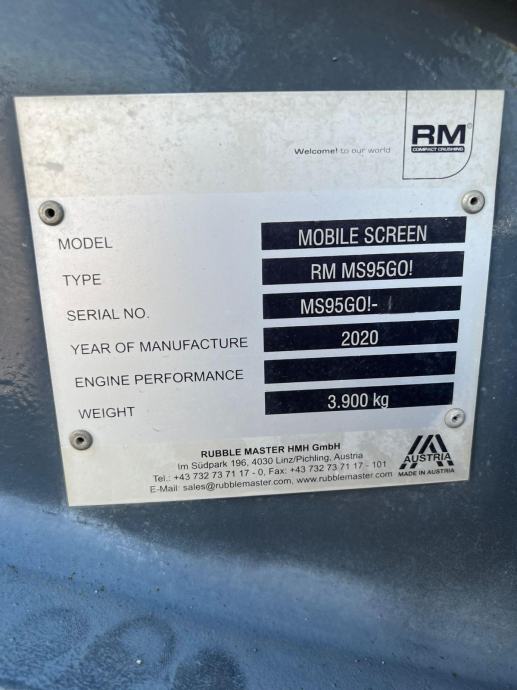 Welcome! to our world
RM
COMPACT CRUSHING
MODEL MOBILE SCREEN
TYPE RM MS95GO!
SERIAL NO. MS95GO!-
YEAR OF MANUFACTURE 2020
ENGINE PERFORMANCE
WEIGHT 3.900 kg
RUBBLE MASTER HMH GmbH
Im Südpark 196, 4030 Linz/Pichling, Austria
Tel.: +43 732 73 71 17 - 0, Fax: +43 732 73 71 17 - 101
E-Mail: sales@rubblemaster.com, www.rubblemaster.com
AUSTRIA
MADE IN AUSTRIA